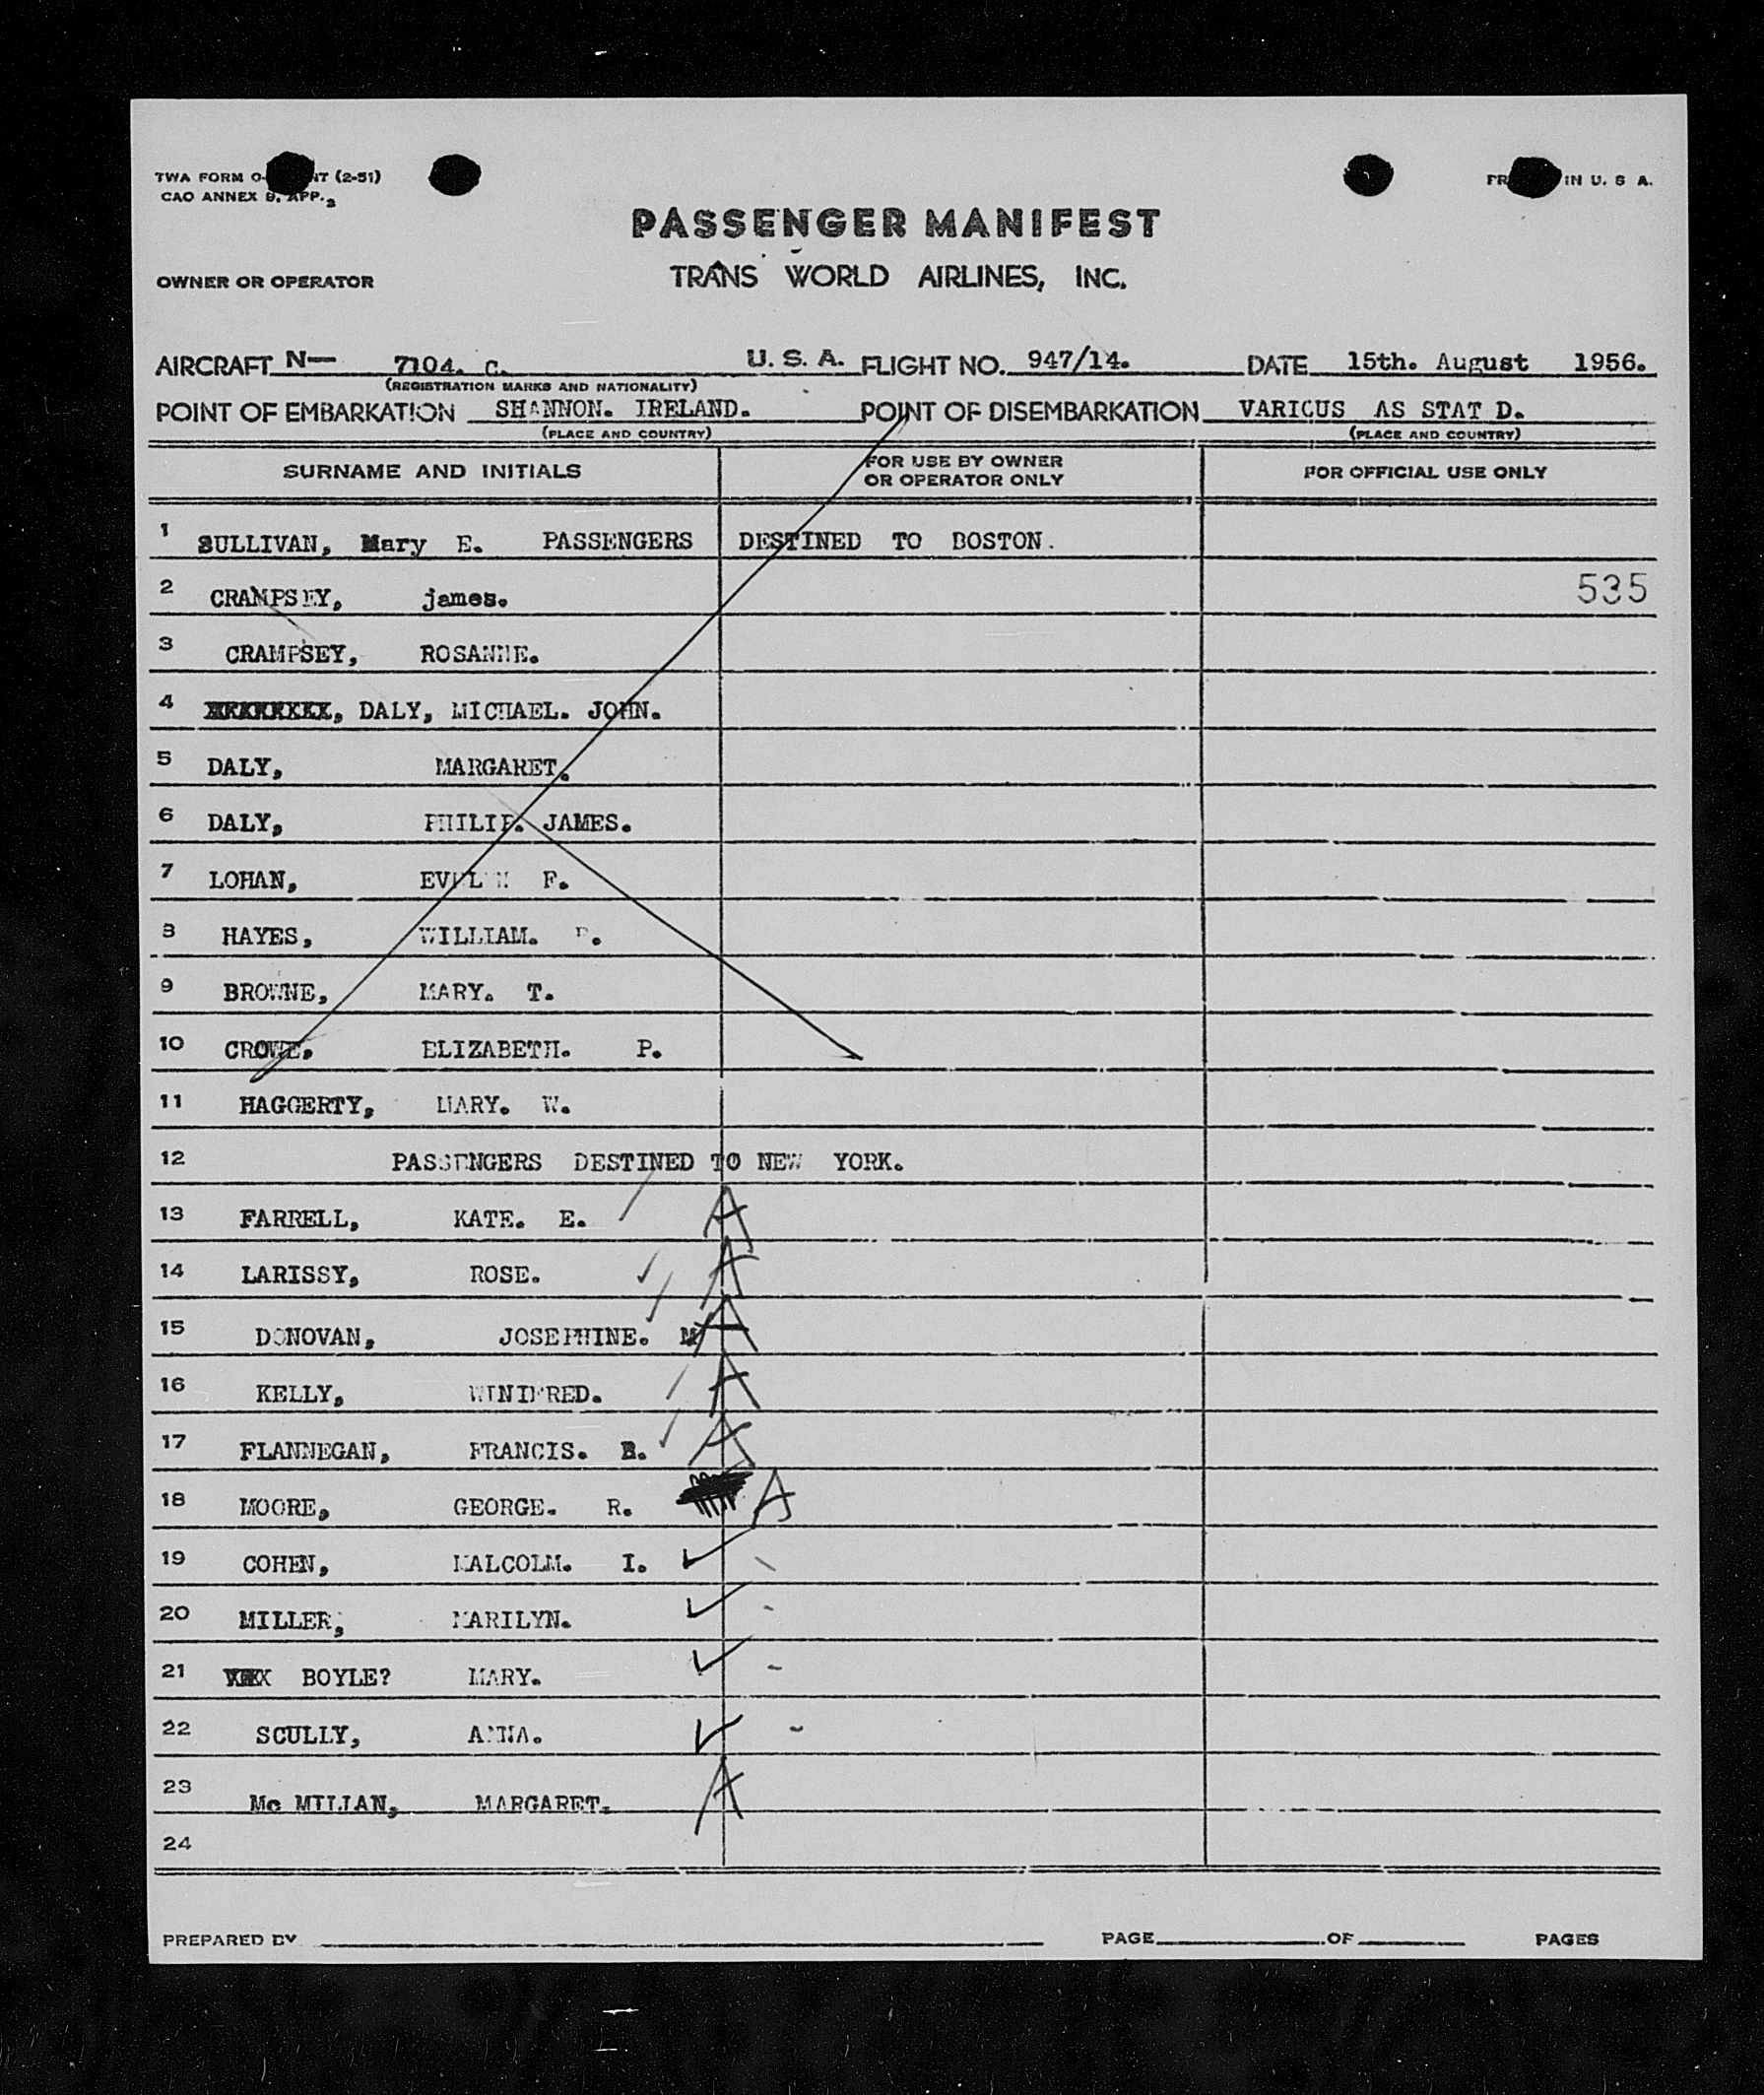 TWA FORM O- NT (2-51)
CAO ANNEX 9, APP. 3
IN U. S A.
PASSENGER MANIFEST
OWNER OR OPERATOR TRANS WORLD AIRLINES, INC.
AIRCRAFT N— 7104. C. U. S. A. FLIGHT NO. 947/14. DATE 15th. August 1956.
(REGISTRATION MARKS AND NATIONALITY)
POINT OF EMBARKATION SHANNON. IRELAND. POINT OF DISEMBARKATION VARICUS AS STAT D.
(PLACE AND COUNTRY) (PLACE AND COUNTRY)
SURNAME AND INITIALS FOR USE BY OWNER OR OPERATOR ONLY FOR OFFICIAL USE ONLY
1 SULLIVAN, Mary E. PASSENGERS DESTINED TO BOSTON.
2 CRAMPSEY, james. 535
3 CRAMPSEY, ROSANNE.
4 DALY, MICHAEL. JOHN.
5 DALY, MARGARET.
6 DALY, PHILIP. JAMES.
7 LOHAN, EVELYN F.
8 HAYES, WILLIAM. P.
9 BROWNE, MARY. T.
10 CROWE, ELIZABETH. P.
11 HAGGERTY, MARY. W.
12 PASSENGERS DESTINED TO NEW YORK.
13 FARRELL, KATE. E. A
14 LARISSY, ROSE. ✓ A
15 DONOVAN, JOSEPHINE. M A
16 KELLY, WINIFRED. A
17 FLANNEGAN, FRANCIS. B. ✓ A
18 MOORE, GEORGE. R. A
19 COHEN, MALCOLM. I. ✓
20 MILLER, MARILYN. ✓ -
21 BOYLE? MARY. ✓ -
22 SCULLY, ANNA. ✓ -
23 Mc MILIAN, MARGARET. A
24
PREPARED BY PAGE OF PAGES